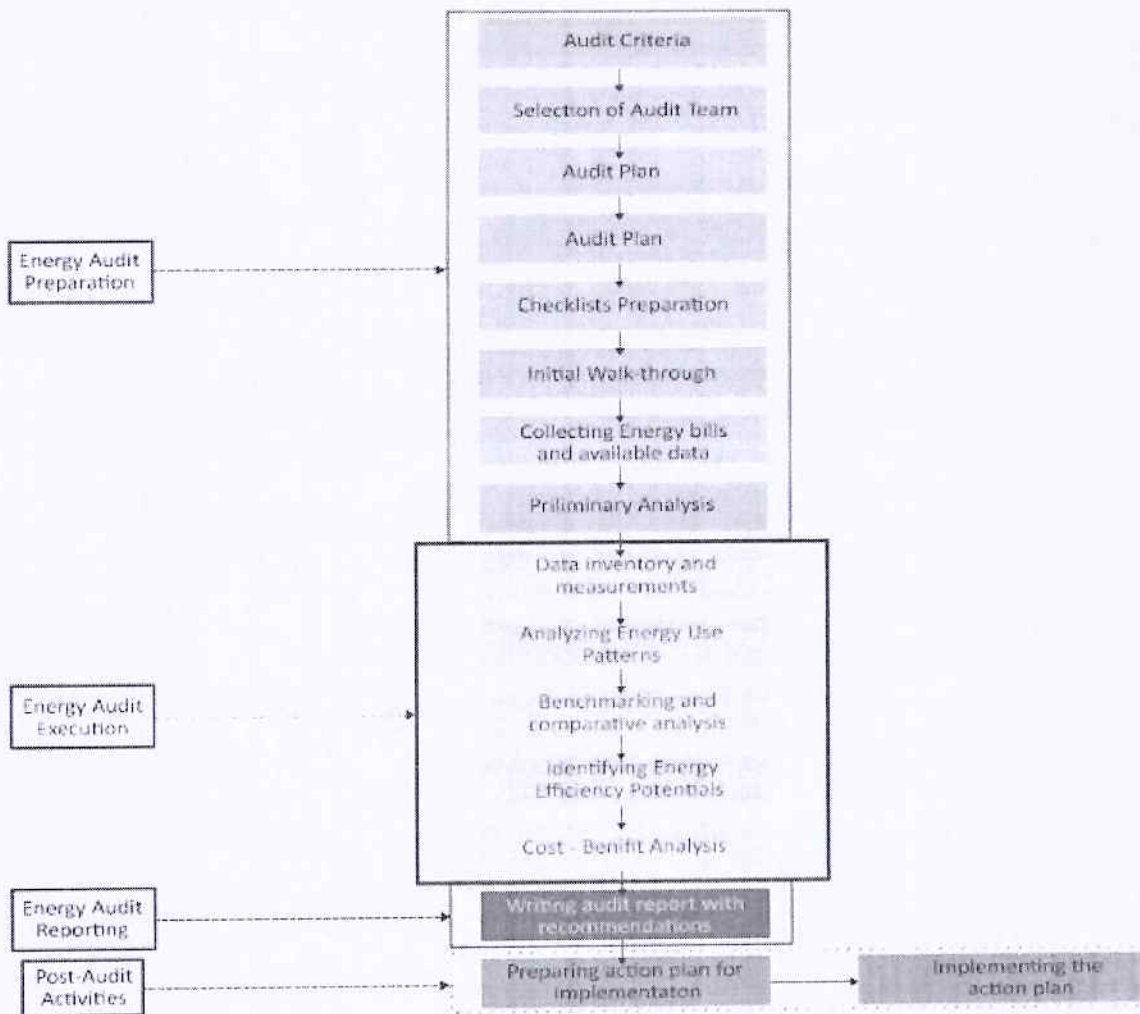 Audit Criteria
Selection of Audit Team
Audit Plan
Audit Plan
Energy Audit
Preparation
Checklists Preparation
Initial Walk-through
Collecting Energy bills
and available data
Priliminary Analysis
Data inventory and
measurements
Analyzing Energy Use
Patterns
Energy Audit
Execution
Benchmarking and
comparative analysis
Identifying Energy
Efficiency Potentials
Cost - Benifit Analysis
Energy Audit
Reporting
Writing audit report with
recommendations
Post-Audit
Activities
Preparing action plan for
implementaton
Implementing the
action plan